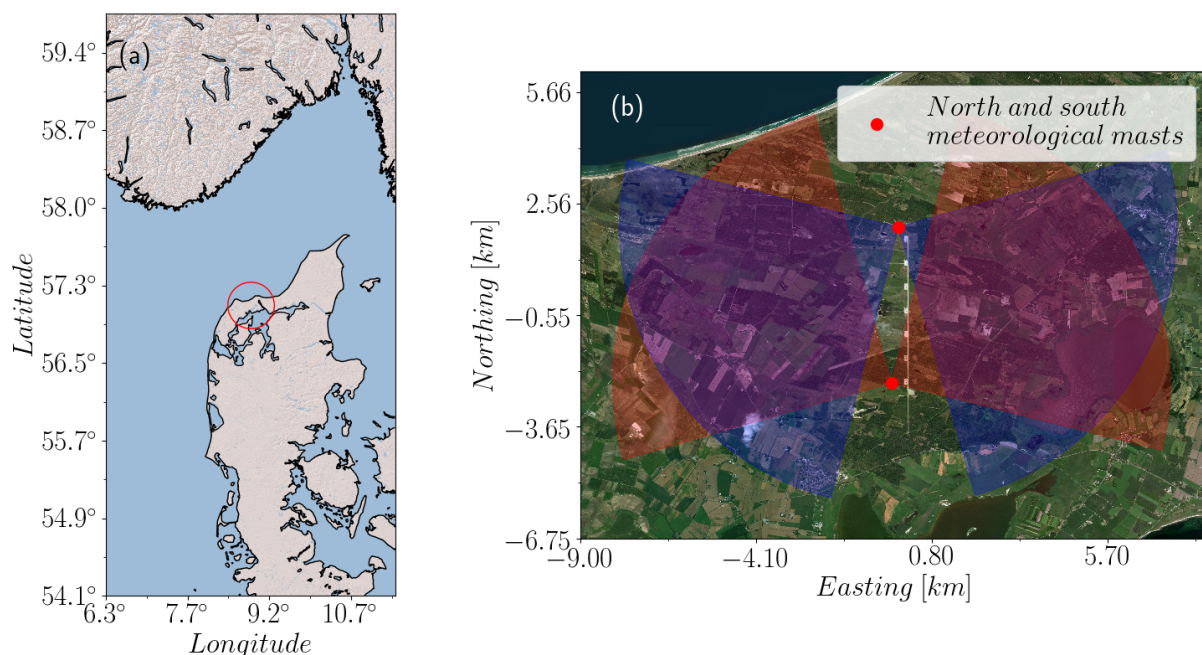 (a)
59.4°
58.7°
58.0°
57.3°
56.5°
55.7°
54.9°
54.1°
Latitude
6.3°
7.7°
9.2°
10.7°
Longitude
(b)
North and south
meteorological masts
5.66
2.56
−0.55
−3.65
−6.75
Northing [km]
−9.00
−4.10
0.80
5.70
Easting [km]